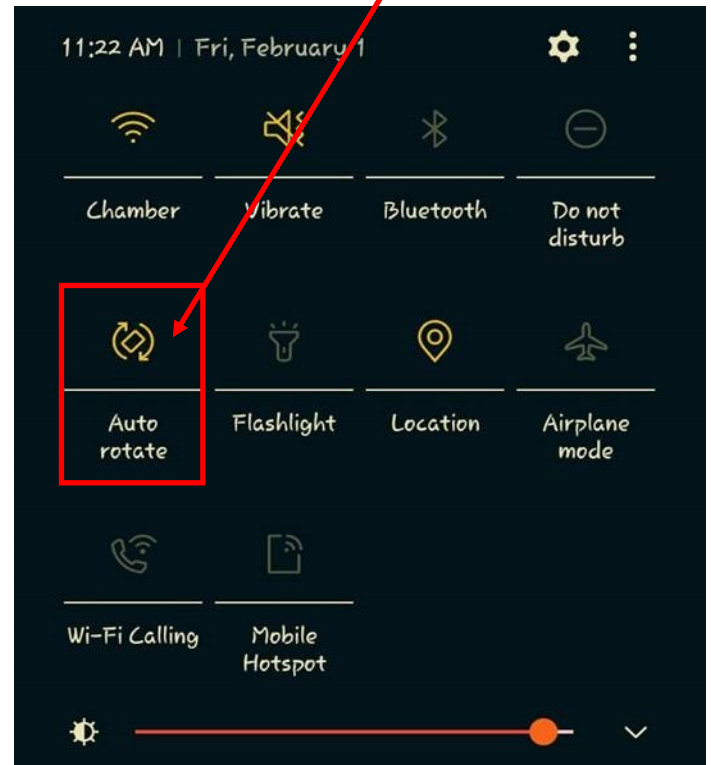 11:22 AM | Fri, February 1
Chamber Vibrate Bluetooth Do not
disturb
Auto
rotate
Flashlight Location Airplane
mode
Wi-Fi Calling Mobile
Hotspot